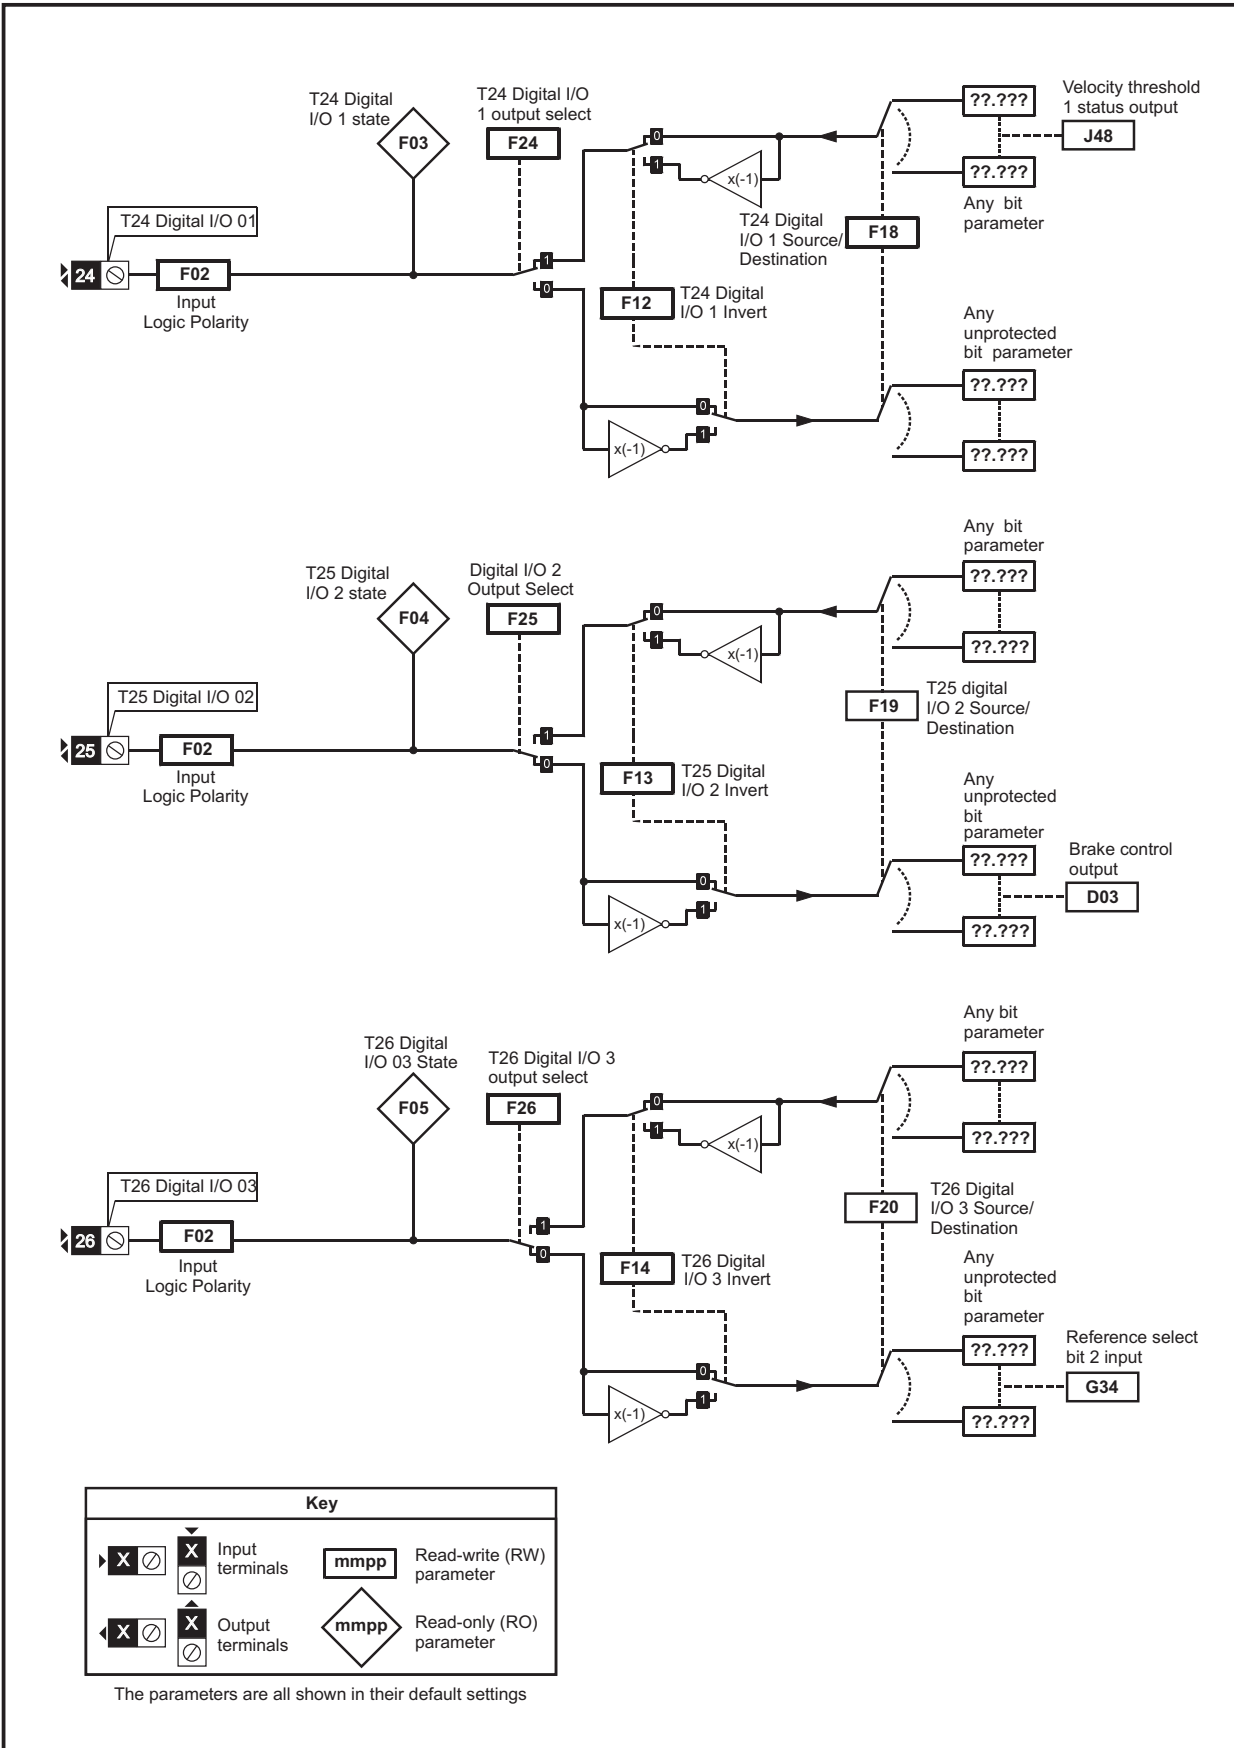 T24 Digital
I/O 1 state
F03
T24 Digital I/O
1 output select
F24
0
1
x(-1)
??.???
??.???
Any bit
parameter
Velocity threshold
1 status output
J48
T24 Digital I/O 01
24
F02
Input
Logic Polarity
1
0
T24 Digital
I/O 1 Source/
Destination
F18
F12
T24 Digital
I/O 1 Invert
Any
unprotected
bit parameter
??.???
??.???
0
1
x(-1)
T25 Digital
I/O 2 state
F04
Digital I/O 2
Output Select
F25
0
1
x(-1)
Any bit
parameter
??.???
??.???
T25 Digital I/O 02
25
F02
Input
Logic Polarity
1
0
F19
T25 digital
I/O 2 Source/
Destination
F13
T25 Digital
I/O 2 Invert
Any
unprotected
bit
parameter
??.???
??.???
Brake control
output
D03
0
1
x(-1)
T26 Digital
I/O 03 State
F05
T26 Digital I/O 3
output select
F26
0
1
x(-1)
Any bit
parameter
??.???
??.???
T26 Digital I/O 03
26
F02
Input
Logic Polarity
1
0
F20
T26 Digital
I/O 3 Source/
Destination
F14
T26 Digital
I/O 3 Invert
Any
unprotected
bit
parameter
??.???
??.???
Reference select
bit 2 input
G34
0
1
x(-1)
Key
X
X
Input
terminals
mmpp
Read-write (RW)
parameter
X
X
Output
terminals
mmpp
Read-only (RO)
parameter
The parameters are all shown in their default settings